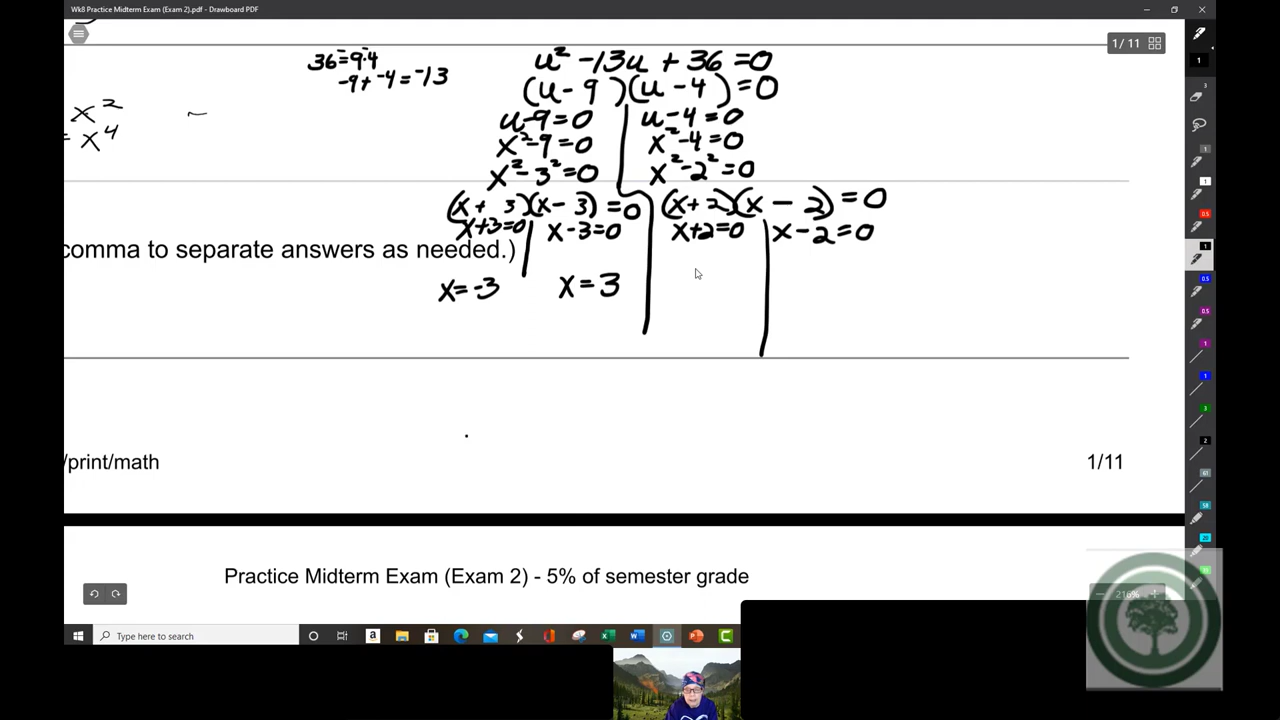 Wk8 Practice Midterm Exam (Exam 2).pdf - Drawboard PDF
1/11
36=9·4
-9+-4=-13
x²
= x⁴
~
u² -13u + 36 =0
(u- 9 )(u -4 ) =0
u-9=0 u-4=0
x²-9=0 x²-4=0
x²-3²=0 x²-2²=0
(x+ 3)(x- 3) =0 (x+2)(x - 2) =0
x+3=0 x-3=0 x+2=0 x-2=0
comma to separate answers as needed.)
x=-3 x=3
/print/math
1/11
Practice Midterm Exam (Exam 2) - 5% of semester grade
216%
Type here to search